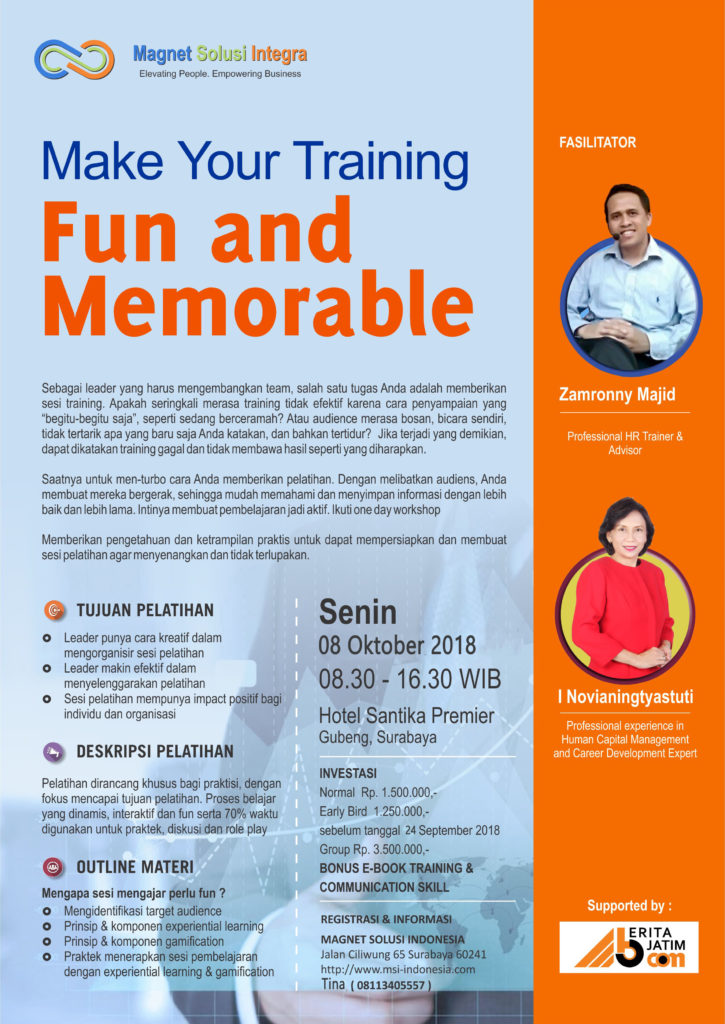 Magnet Solusi Integra
Elevating People. Empowering Business
Make Your Training
Fun and
Memorable
Sebagai leader yang harus mengembangkan team, salah satu tugas Anda adalah memberikan
sesi training. Apakah seringkali merasa training tidak efektif karena cara penyampaian yang
“begitu-begitu saja”, seperti sedang berceramah? Atau audience merasa bosan, bicara sendiri,
tidak tertarik apa yang baru saja Anda katakan, dan bahkan tertidur? Jika terjadi yang demikian,
dapat dikatakan training gagal dan tidak membawa hasil seperti yang diharapkan.
Saatnya untuk men-turbo cara Anda memberikan pelatihan. Dengan melibatkan audiens, Anda
membuat mereka bergerak, sehingga mudah memahami dan menyimpan informasi dengan lebih
baik dan lebih lama. Intinya membuat pembelajaran jadi aktif. Ikuti one day workshop
Memberikan pengetahuan dan ketrampilan praktis untuk dapat mempersiapkan dan membuat
sesi pelatihan agar menyenangkan dan tidak terlupakan.
TUJUAN PELATIHAN
Leader punya cara kreatif dalam
mengorganisir sesi pelatihan
Leader makin efektif dalam
menyelenggarakan pelatihan
Sesi pelatihan mempunya impact positif bagi
individu dan organisasi
DESKRIPSI PELATIHAN
Pelatihan dirancang khusus bagi praktisi, dengan
fokus mencapai tujuan pelatihan. Proses belajar
yang dinamis, interaktif dan fun serta 70% waktu
digunakan untuk praktek, diskusi dan role play
OUTLINE MATERI
Mengapa sesi mengajar perlu fun ?
Mengidentifikasi target audience
Prinsip & komponen experiential learning
Prinsip & komponen gamification
Praktek menerapkan sesi pembelajaran
dengan experiential learning & gamification
Senin
08 Oktober 2018
08.30 - 16.30 WIB
Hotel Santika Premier
Gubeng, Surabaya
INVESTASI
Normal Rp. 1.500.000,-
Early Bird 1.250.000,-
sebelum tanggal 24 September 2018
Group Rp. 3.500.000,-
BONUS E-BOOK TRAINING &
COMMUNICATION SKILL
REGISTRASI & INFORMASI
MAGNET SOLUSI INDONESIA
Jalan Ciliwung 65 Surabaya 60241
http://www.msi-indonesia.com
Tina ( 08113405557 )
FASILITATOR
Zamronny Majid
Professional HR Trainer &
Advisor
I Novianingtyastuti
Professional experience in
Human Capital Management
and Career Development Expert
Supported by :
BERITA
JATIM
com